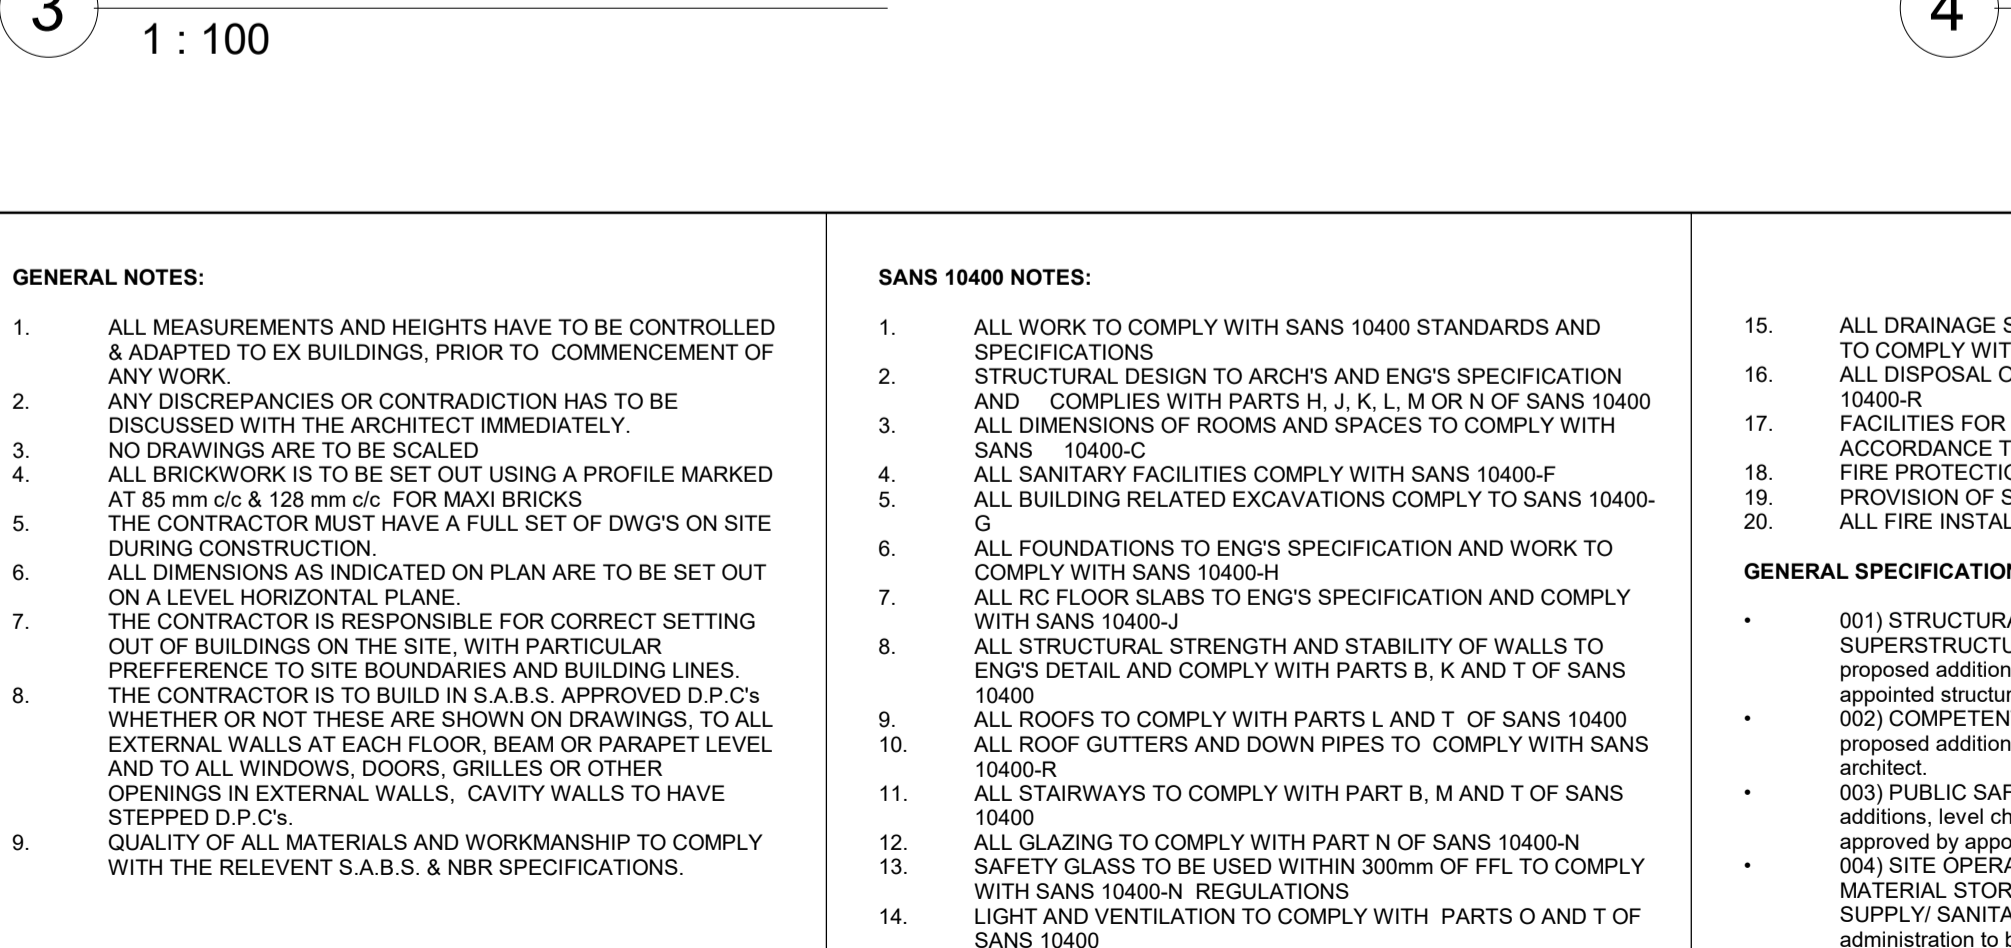 3
1 : 100
4
GENERAL NOTES:
1. ALL MEASUREMENTS AND HEIGHTS HAVE TO BE CONTROLLED
& ADAPTED TO EX BUILDINGS, PRIOR TO COMMENCEMENT OF
ANY WORK.
2. ANY DISCREPANCIES OR CONTRADICTION HAS TO BE
DISCUSSED WITH THE ARCHITECT IMMEDIATELY.
3. NO DRAWINGS ARE TO BE SCALED
4. ALL BRICKWORK IS TO BE SET OUT USING A PROFILE MARKED
AT 85 mm c/c & 128 mm c/c FOR MAXI BRICKS
5. THE CONTRACTOR MUST HAVE A FULL SET OF DWG'S ON SITE
DURING CONSTRUCTION.
6. ALL DIMENSIONS AS INDICATED ON PLAN ARE TO BE SET OUT
ON A LEVEL HORIZONTAL PLANE.
7. THE CONTRACTOR IS RESPONSIBLE FOR CORRECT SETTING
OUT OF BUILDINGS ON THE SITE, WITH PARTICULAR
PREFFERENCE TO SITE BOUNDARIES AND BUILDING LINES.
8. THE CONTRACTOR IS TO BUILD IN S.A.B.S. APPROVED D.P.C's
WHETHER OR NOT THESE ARE SHOWN ON DRAWINGS, TO ALL
EXTERNAL WALLS AT EACH FLOOR, BEAM OR PARAPET LEVEL
AND TO ALL WINDOWS, DOORS, GRILLES OR OTHER
OPENINGS IN EXTERNAL WALLS, CAVITY WALLS TO HAVE
STEPPED D.P.C's.
9. QUALITY OF ALL MATERIALS AND WORKMANSHIP TO COMPLY
WITH THE RELEVENT S.A.B.S. & NBR SPECIFICATIONS.
SANS 10400 NOTES:
1. ALL WORK TO COMPLY WITH SANS 10400 STANDARDS AND
SPECIFICATIONS
2. STRUCTURAL DESIGN TO ARCH'S AND ENG'S SPECIFICATION
AND COMPLIES WITH PARTS H, J, K, L, M OR N OF SANS 10400
3. ALL DIMENSIONS OF ROOMS AND SPACES TO COMPLY WITH
SANS 10400-C
4. ALL SANITARY FACILITIES COMPLY WITH SANS 10400-F
5. ALL BUILDING RELATED EXCAVATIONS COMPLY TO SANS 10400-
G
6. ALL FOUNDATIONS TO ENG'S SPECIFICATION AND WORK TO
COMPLY WITH SANS 10400-H
7. ALL RC FLOOR SLABS TO ENG'S SPECIFICATION AND COMPLY
WITH SANS 10400-J
8. ALL STRUCTURAL STRENGTH AND STABILITY OF WALLS TO
ENG'S DETAIL AND COMPLY WITH PARTS B, K AND T OF SANS
10400
9. ALL ROOFS TO COMPLY WITH PARTS L AND T OF SANS 10400
10. ALL ROOF GUTTERS AND DOWN PIPES TO COMPLY WITH SANS
10400-R
11. ALL STAIRWAYS TO COMPLY WITH PART B, M AND T OF SANS
10400
12. ALL GLAZING TO COMPLY WITH PART N OF SANS 10400-N
13. SAFETY GLASS TO BE USED WITHIN 300mm OF FFL TO COMPLY
WITH SANS 10400-N REGULATIONS
14. LIGHT AND VENTILATION TO COMPLY WITH PARTS O AND T OF
SANS 10400
15. ALL DRAINAGE
TO COMPLY
16. ALL DISPOSAL
10400-R
17. FACILITIES FOR
ACCORDANCE
18. FIRE
19. PROVISION OF
20. ALL FIRE
GENERAL
• 001)
proposed
appointed
• 002)
proposed
architect.
• 003) PUBLIC
additions, level
approved by
• 004) SITE
MATERIAL
SUPPLY/
administration to